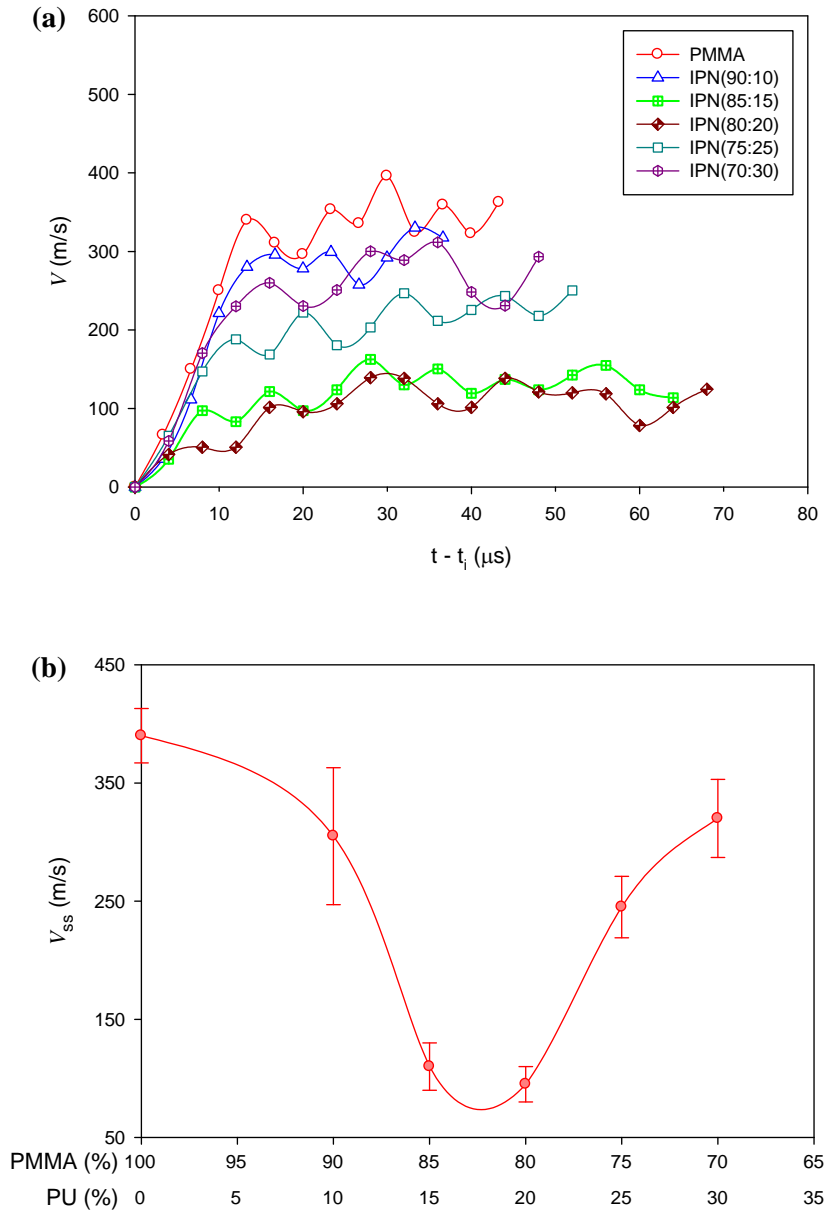 (a)
600
500
400
300
200
100
0
V (m/s)
PMMA
IPN(90:10)
IPN(85:15)
IPN(80:20)
IPN(75:25)
IPN(70:30)
0 10 20 30 40 50 60 70 80
t - ti (μs)
(b)
450
350
250
150
50
Vss (m/s)
PMMA (%) 100 95 90 85 80 75 70 65
PU (%) 0 5 10 15 20 25 30 35